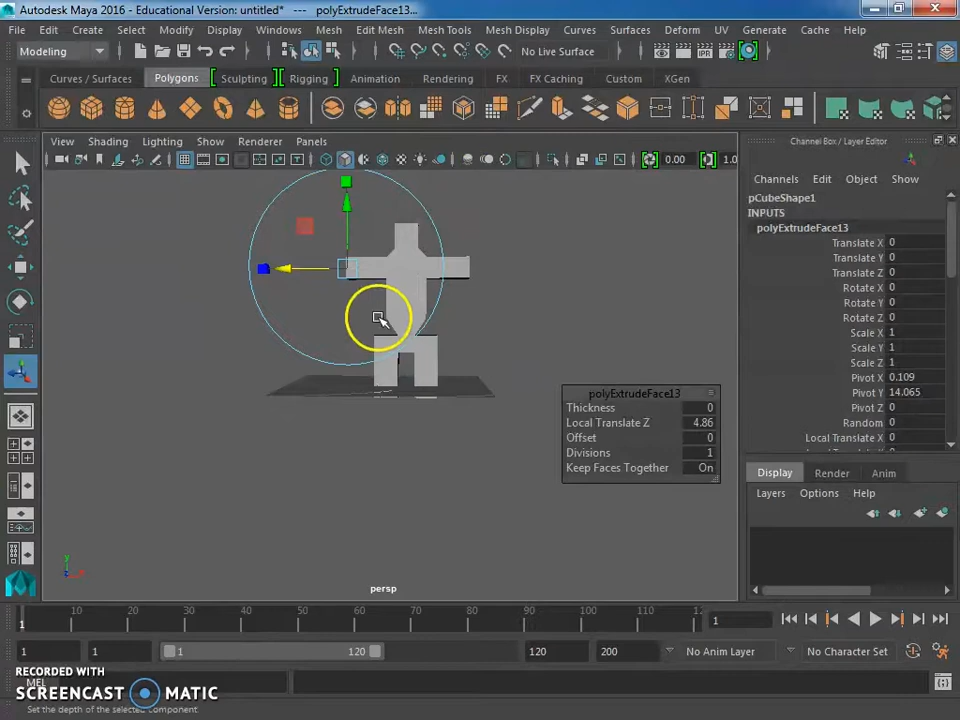 Autodesk Maya 2016 - Educational Version: untitled* --- polyExtrudeFace13...
File Edit Create Select Modify Display Windows Mesh Edit Mesh Mesh Tools Mesh Display Curves Surfaces Deform UV Generate Cache Help
Modeling No Live Surface
Curves / Surfaces Polygons Sculpting Rigging Animation Rendering FX FX Caching Custom XGen
View Shading Lighting Show Renderer Panels
0.00 1.0
persp
polyExtrudeFace13
Thickness 0
Local Translate Z 4.86
Offset 0
Divisions 1
Keep Faces Together On
Channel Box / Layer Editor
Channels Edit Object Show
pCubeShape1
INPUTS
polyExtrudeFace13
Translate X 0
Translate Y 0
Translate Z 0
Rotate X 0
Rotate Y 0
Rotate Z 0
Scale X 1
Scale Y 1
Scale Z 1
Pivot X 0.109
Pivot Y 14.065
Pivot Z 0
Random 0
Local Translate X 0
Display Render Anim
Layers Options Help
10 20 30 40 50 60 70 80 90 100 110 12
1 1
1 1 1 120 120 200 No Anim Layer No Character Set
RECORDED WITH
SCREENCAST MATIC
MEL
Set the depth of the selected component.